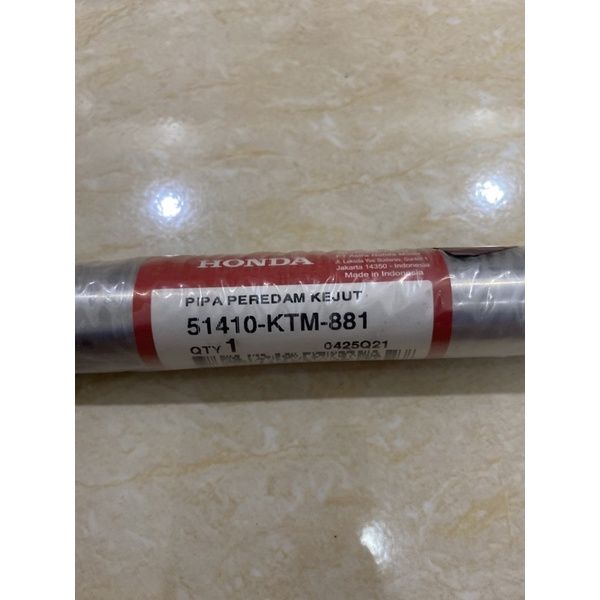 HONDA
Jakarta 14350 - Indonesia
Made in Indonesia
PIPA PEREDAM KEJUT
51410-KTM-881
QTY 1 0425Q21